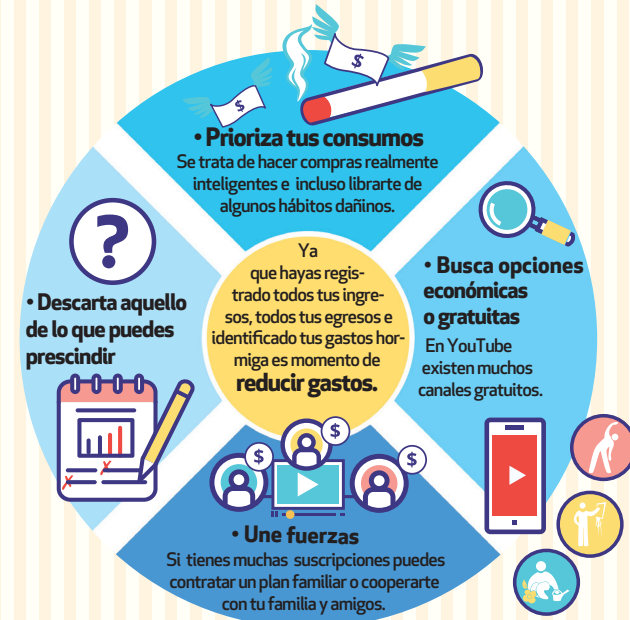 $
$
• Prioriza tus consumos
Se trata de hacer compras realmente
inteligentes e incluso librarte de
algunos hábitos dañinos.
?
• Descarta aquello
de lo que puedes
prescindir
Ya
que hayas regis-
trado todos tus ingre-
sos, todos tus egresos e
identificado tus gastos hor-
miga es momento de
reducir gastos.
• Busca opciones
económicas
o gratuitas
En YouTube
existen muchos
canales gratuitos.
$
$
$
• Une fuerzas
Si tienes muchas suscripciones puedes
contratar un plan familiar o cooperarte
con tu familia y amigos.